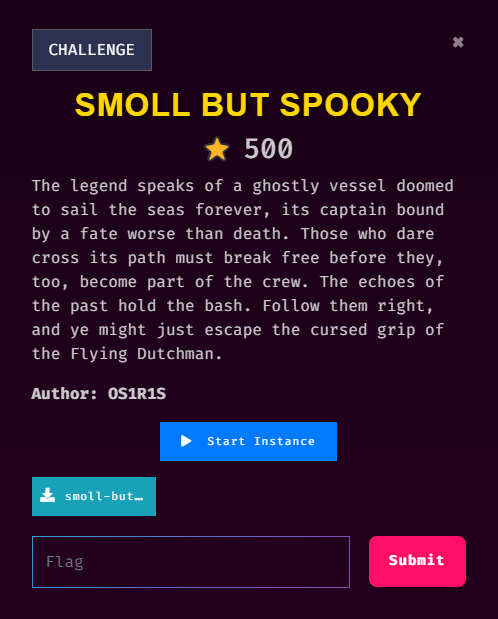 CHALLENGE
✖
SMOLL BUT SPOOKY
500
The legend speaks of a ghostly vessel doomed
to sail the seas forever, its captain bound
by a fate worse than death. Those who dare
cross its path must break free before they,
too, become part of the crew. The echoes of
the past hold the bash. Follow them right,
and ye might just escape the cursed grip of
the Flying Dutchman.
Author: OS1R1S
Start Instance
smoll-but…
Flag
Submit